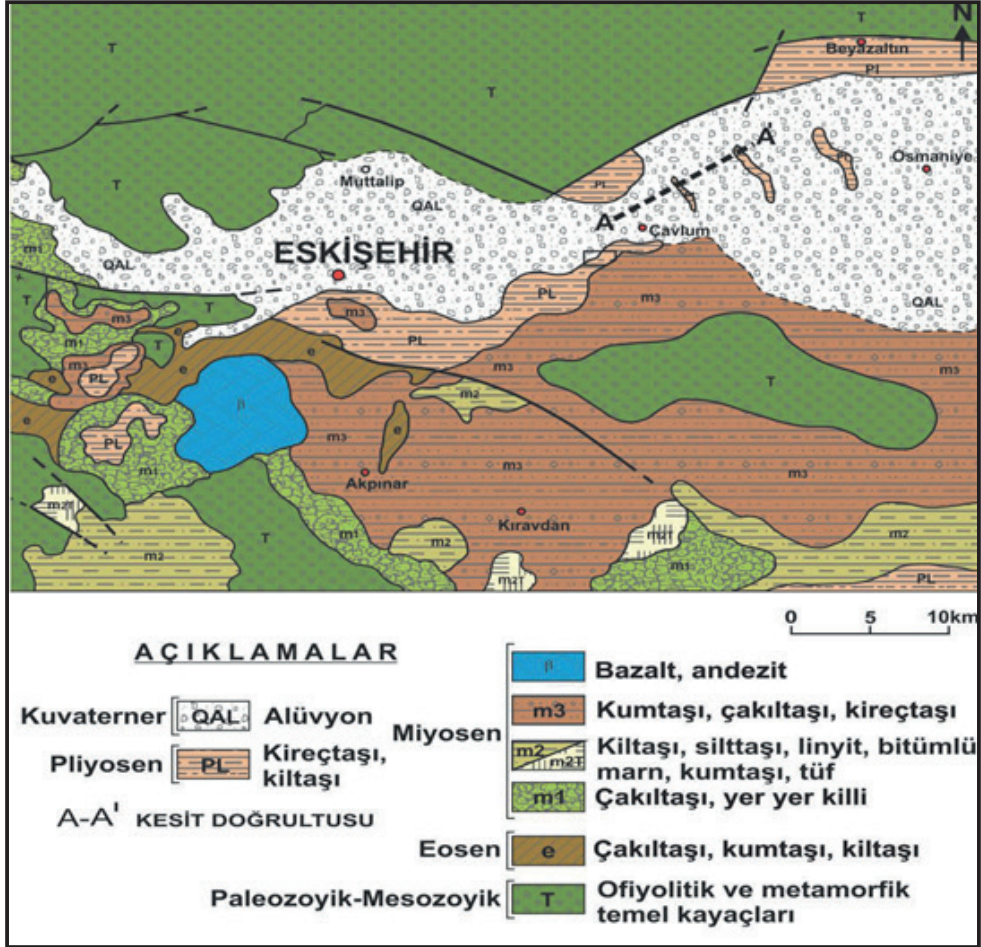 T
T
N
Beyazaltın
Pl
T
T
Muttalip
QAL
T
PL
A
A'
PL
Osmaniye
Çavlum
m1
QAL
ESKİŞEHİR
T
T
m3
m3
PL
m3
QAL
m1
e
T
e
e
PL
m3
m3
PL
e
β
m2
T
e
PL
m3
e
m1
m3
m3
Akpınar
Kıravdan
m2T
T
m1
m2
m2T
m2
m2
m2T
m1
PL
0 5 10km
AÇIKLAMALAR
Kuvaterner QAL Alüvyon
Pliyosen PL Kireçtaşı,
kiltaşı
A-A' KESİT DOĞRULTUSU
Miyosen
β Bazalt, andezit
m3 Kumtaşı, çakıltaşı, kireçtaşı
m2 m2T Kiltaşı, silttaşı, linyit, bitümlü
marn, kumtaşı, tüf
m1 Çakıltaşı, yer yer killi
Eosen e Çakıltaşı, kumtaşı, kiltaşı
Paleozoyik-Mesozoyik T Ofiyolitik ve metamorfik
temel kayaçları